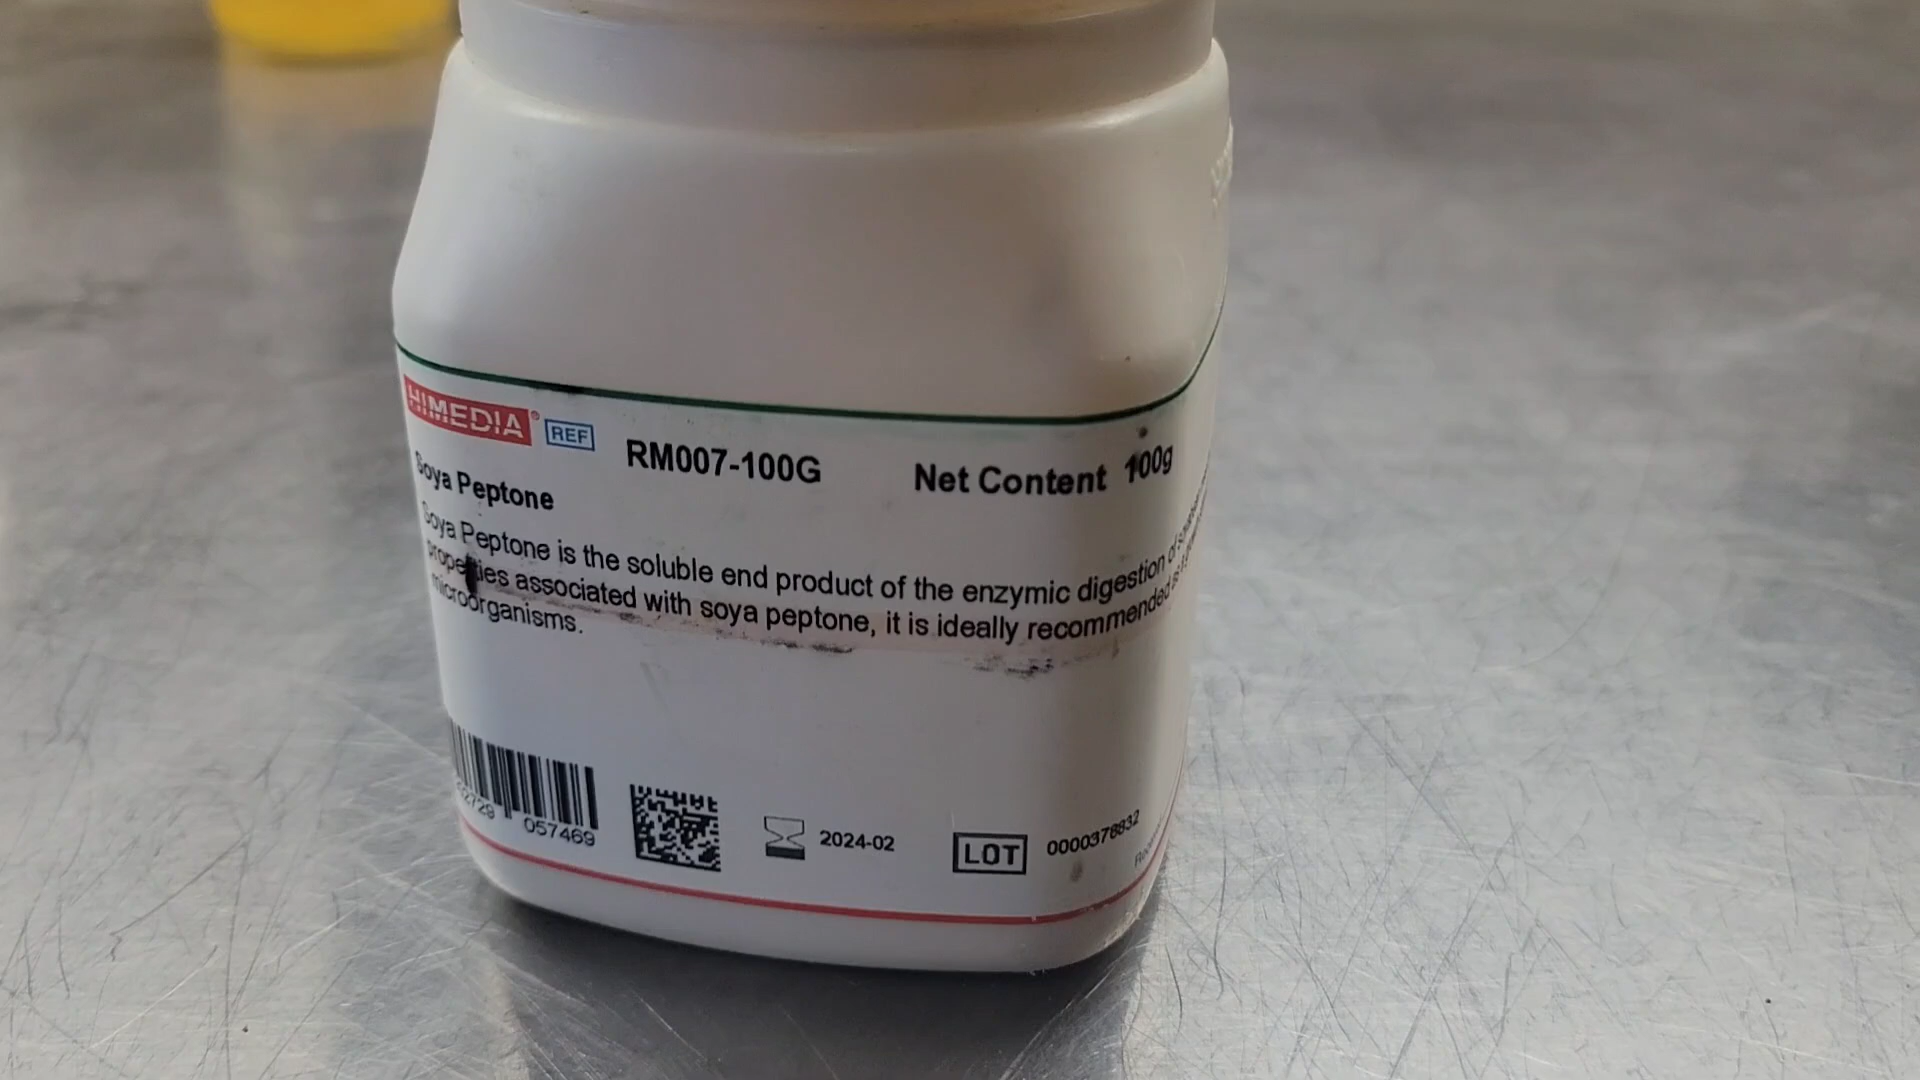 HIMEDIA® REF RM007-100G Net Content 100g
Soya Peptone
Soya Peptone is the soluble end product of the enzymic digestion of
properties associated with soya peptone, it is ideally recommended
microorganisms.
057469
2024-02
LOT 0000378832